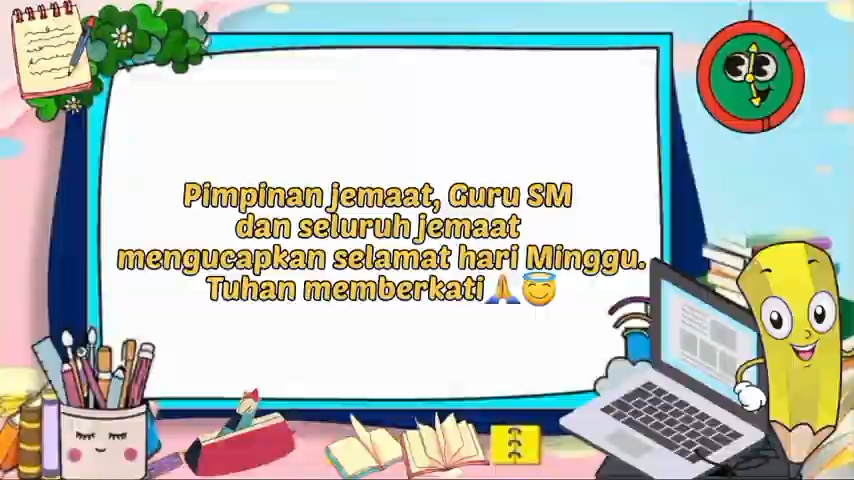 Pimpinan jemaat, Guru SM
dan seluruh jemaat
mengucapkan selamat hari Minggu.
Tuhan memberkati🙏😇